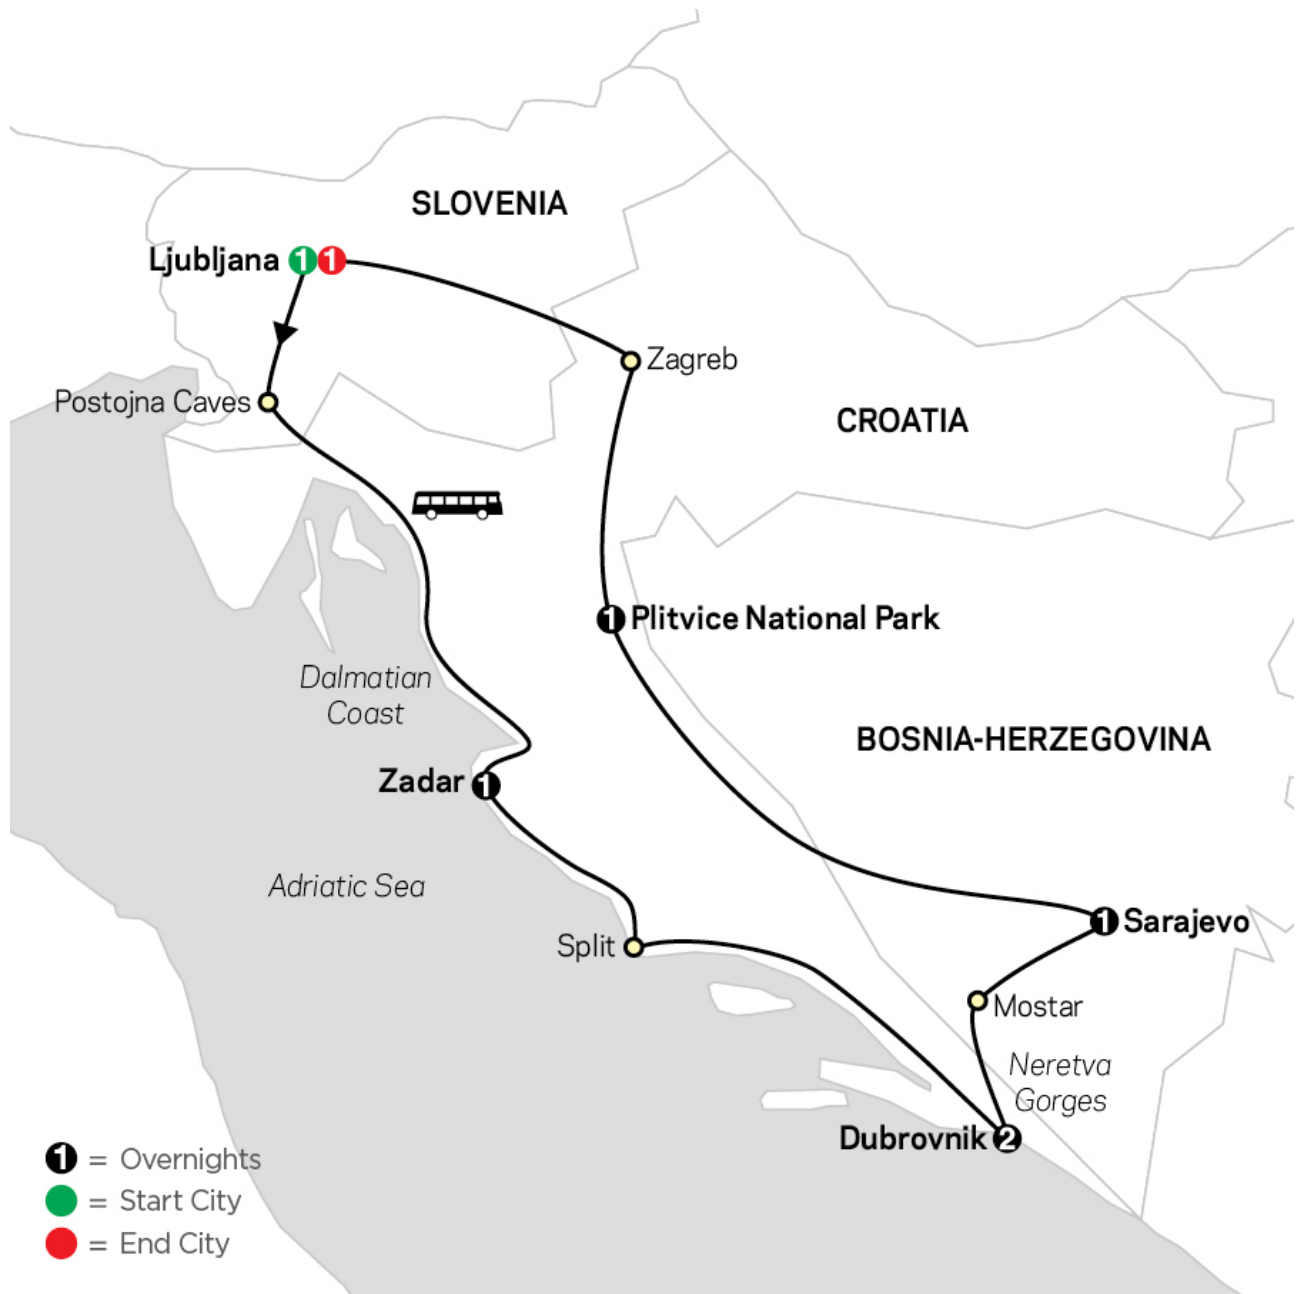 SLOVENIA
Ljubljana 1 1
Zagreb
Postojna Caves
CROATIA
1 Plitvice National Park
Dalmatian
Coast
BOSNIA-HERZEGOVINA
Zadar 1
Adriatic Sea
1 Sarajevo
Split
Mostar
Neretva
Gorges
Dubrovnik 2
1 = Overnights
= Start City
= End City